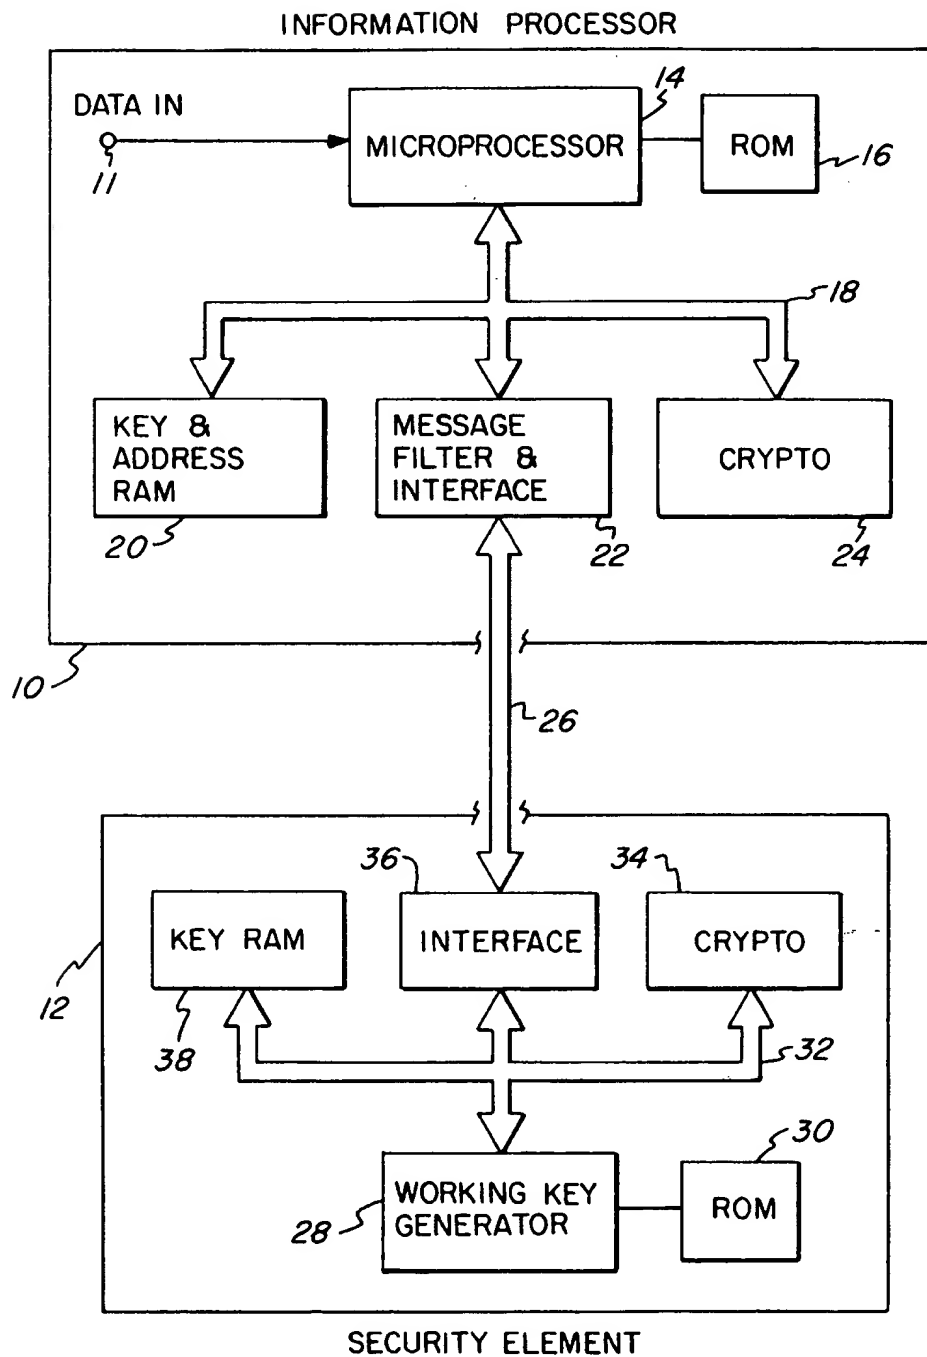 INFORMATION PROCESSOR
DATA IN
11
MICROPROCESSOR
14
ROM
16
18
KEY &
ADDRESS
RAM
20
MESSAGE
FILTER &
INTERFACE
22
CRYPTO
24
10
26
36
34
KEY RAM
INTERFACE
CRYPTO
12
38
32
30
WORKING KEY
GENERATOR
28
ROM
SECURITY ELEMENT